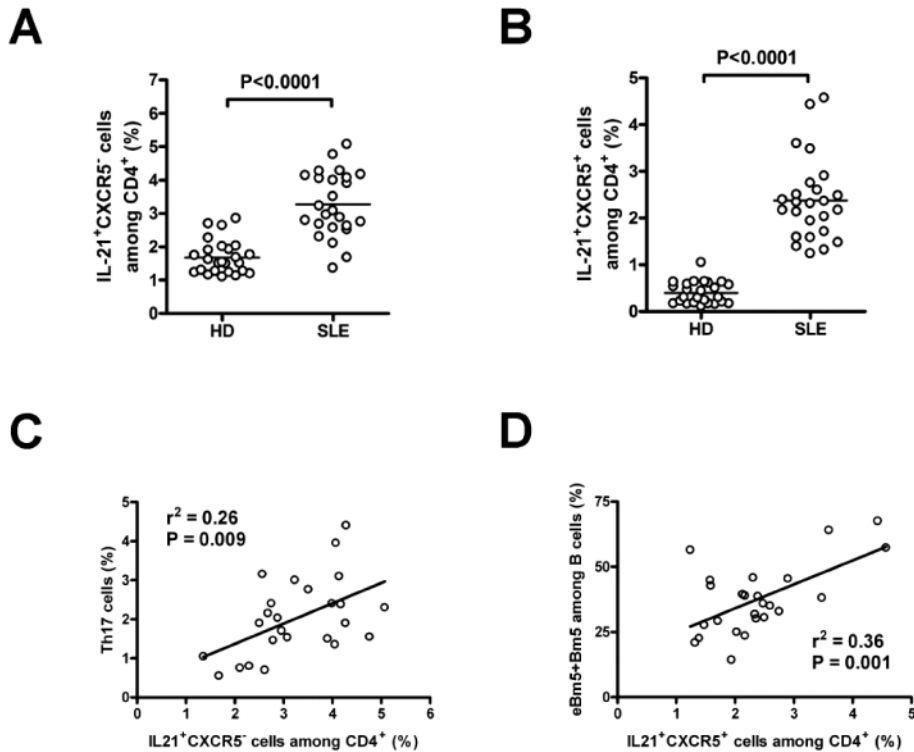 A
P<0.0001
7
6
5
4
3
2
1
0
IL-21⁺CXCR5⁻ cells
among CD4⁺ (%)
HD SLE
B
P<0.0001
5
4
3
2
1
0
IL-21⁺CXCR5⁺ cells
among CD4⁺ (%)
HD SLE
C
r² = 0.26
P = 0.009
5
4
3
2
1
0
Th17 cells (%)
0 1 2 3 4 5 6
IL21⁺CXCR5⁻ cells among CD4⁺ (%)
D
75
50
25
0
eBm5+Bm5 among B cells (%)
r² = 0.36
P = 0.001
0 1 2 3 4 5
IL21⁺CXCR5⁺ cells among CD4⁺ (%)